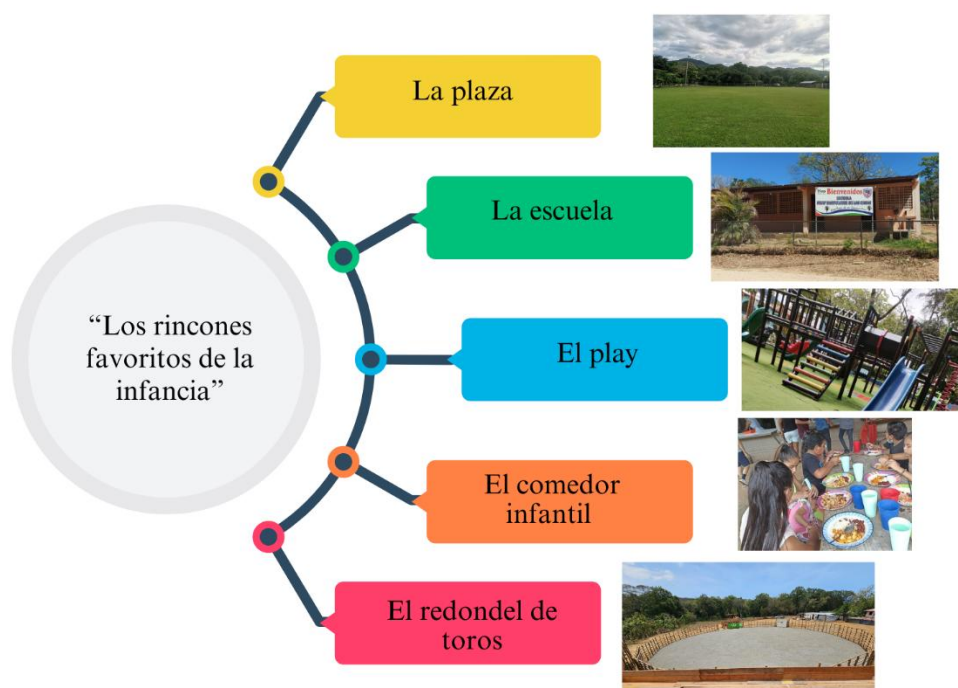 “Los rincones
favoritos de la
infancia”
La plaza
La escuela
El play
El comedor
infantil
El redondel de
toros
Bienvenidos
ESCUELA